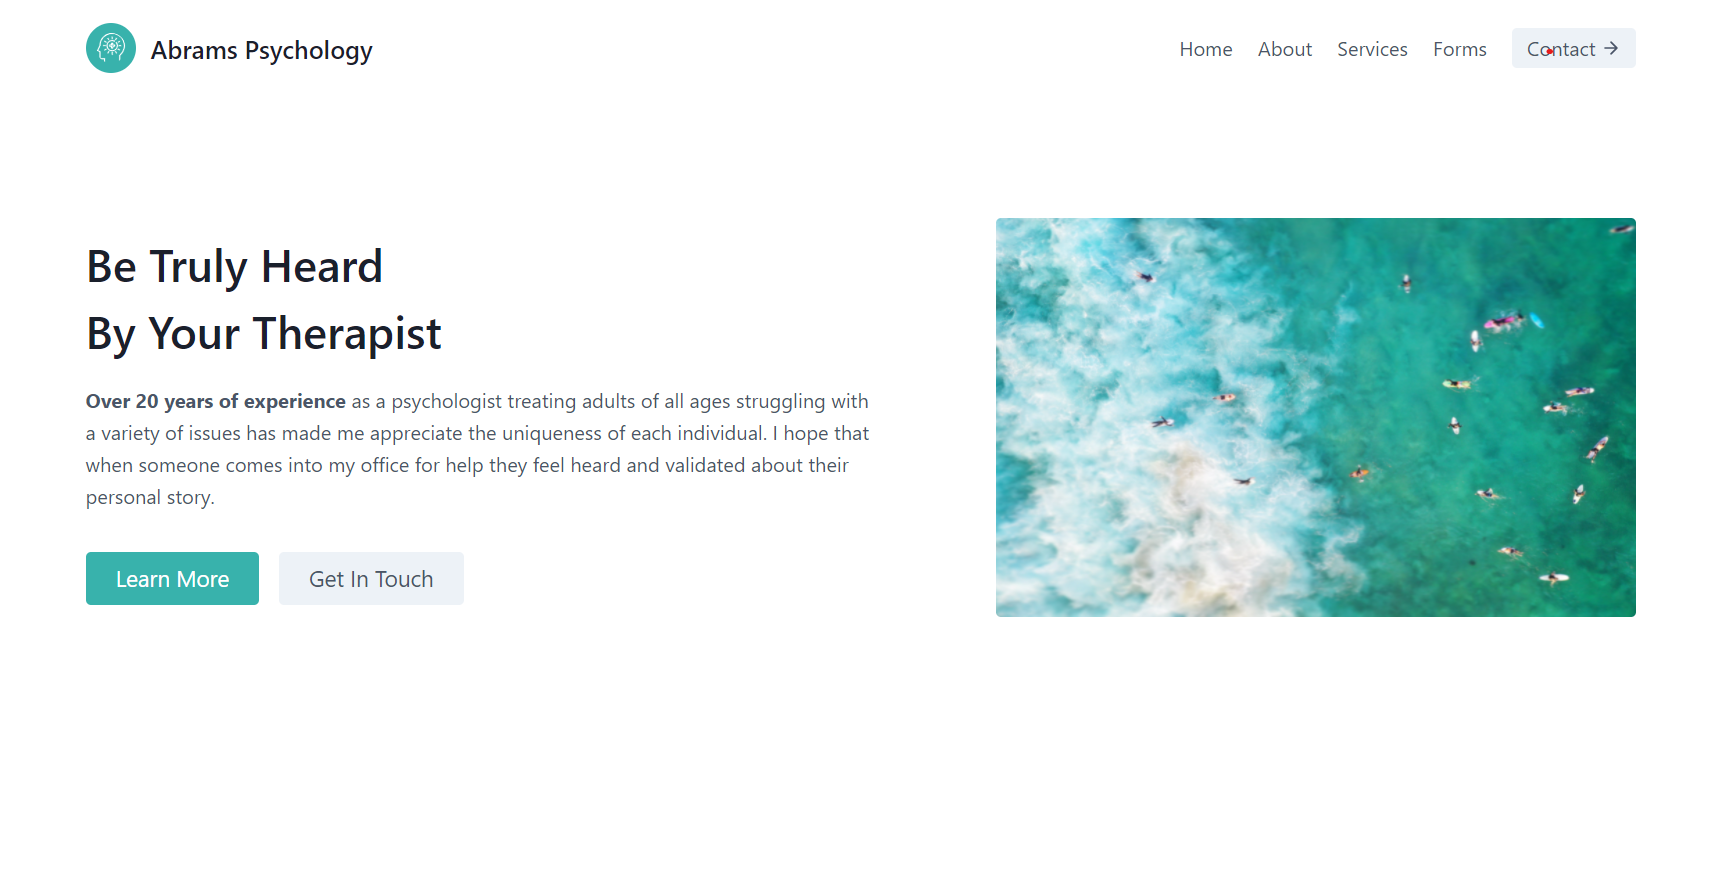 Abrams Psychology
Home About Services Forms Contact →
Be Truly Heard
By Your Therapist
Over 20 years of experience as a psychologist treating adults of all ages struggling with
a variety of issues has made me appreciate the uniqueness of each individual. I hope that
when someone comes into my office for help they feel heard and validated about their
personal story.
Learn More Get In Touch